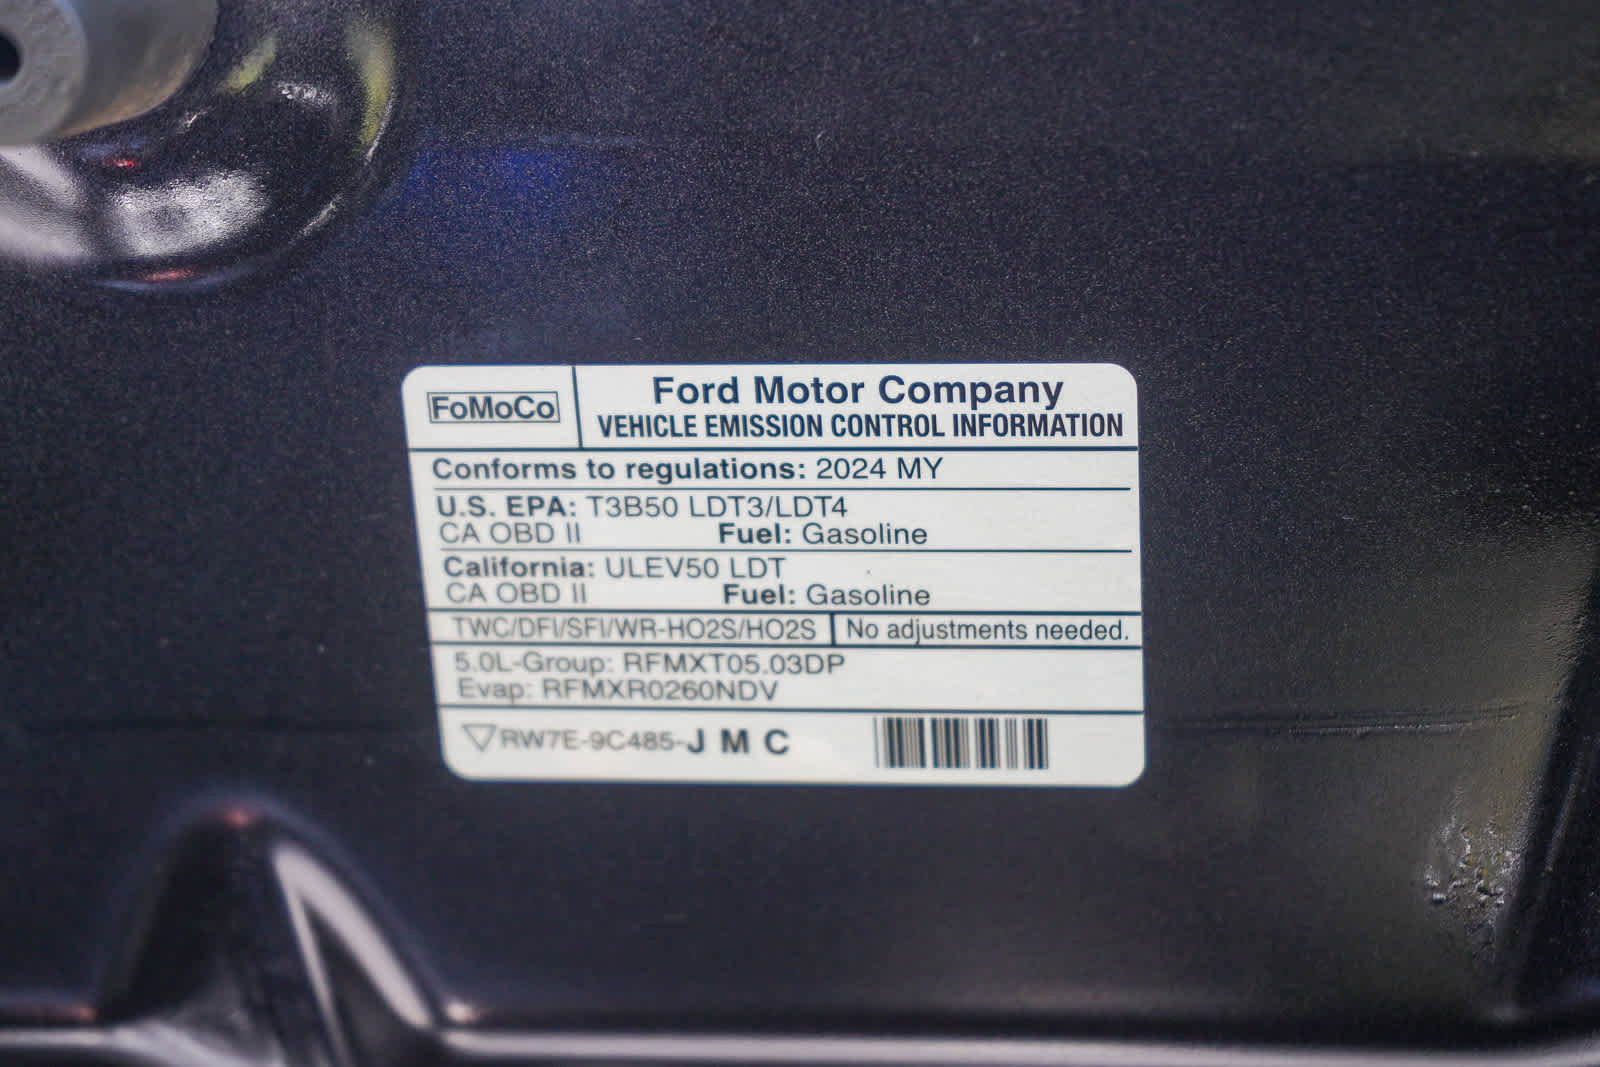 FoMoCo
Ford Motor Company
VEHICLE EMISSION CONTROL INFORMATION
Conforms to regulations: 2024 MY
U.S. EPA: T3B50 LDT3/LDT4
CA OBD II Fuel: Gasoline
California: ULEV50 LDT
CA OBD II Fuel: Gasoline
TWC/DFI/SFI/WR-HO2S/HO2S No adjustments needed.
5.0L-Group: RFMXT05.03DP
Evap: RFMXR0260NDV
RW7E-9C485-J M C